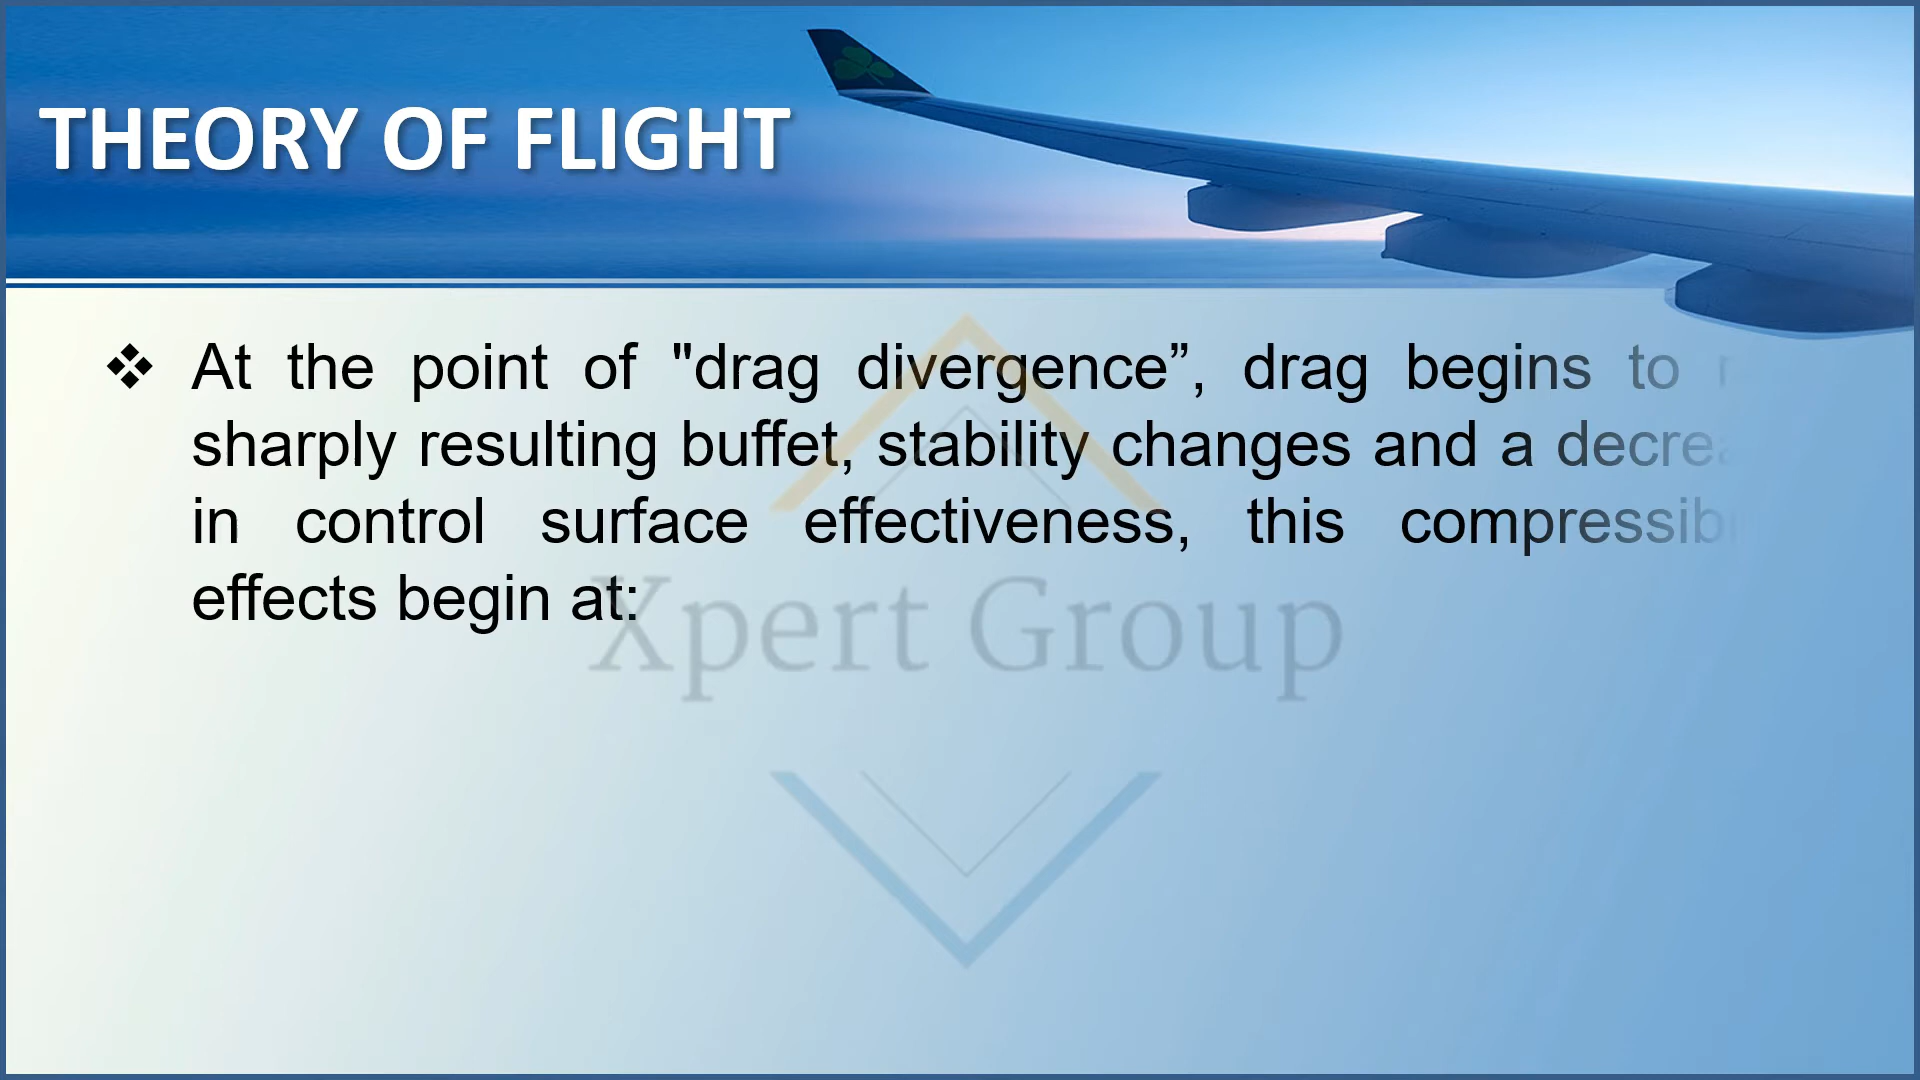 THEORY OF FLIGHT
❖ At the point of "drag divergence”, drag begins to
sharply resulting buffet, stability changes and a
in control surface effectiveness, this
effects begin at:
Xpert Group